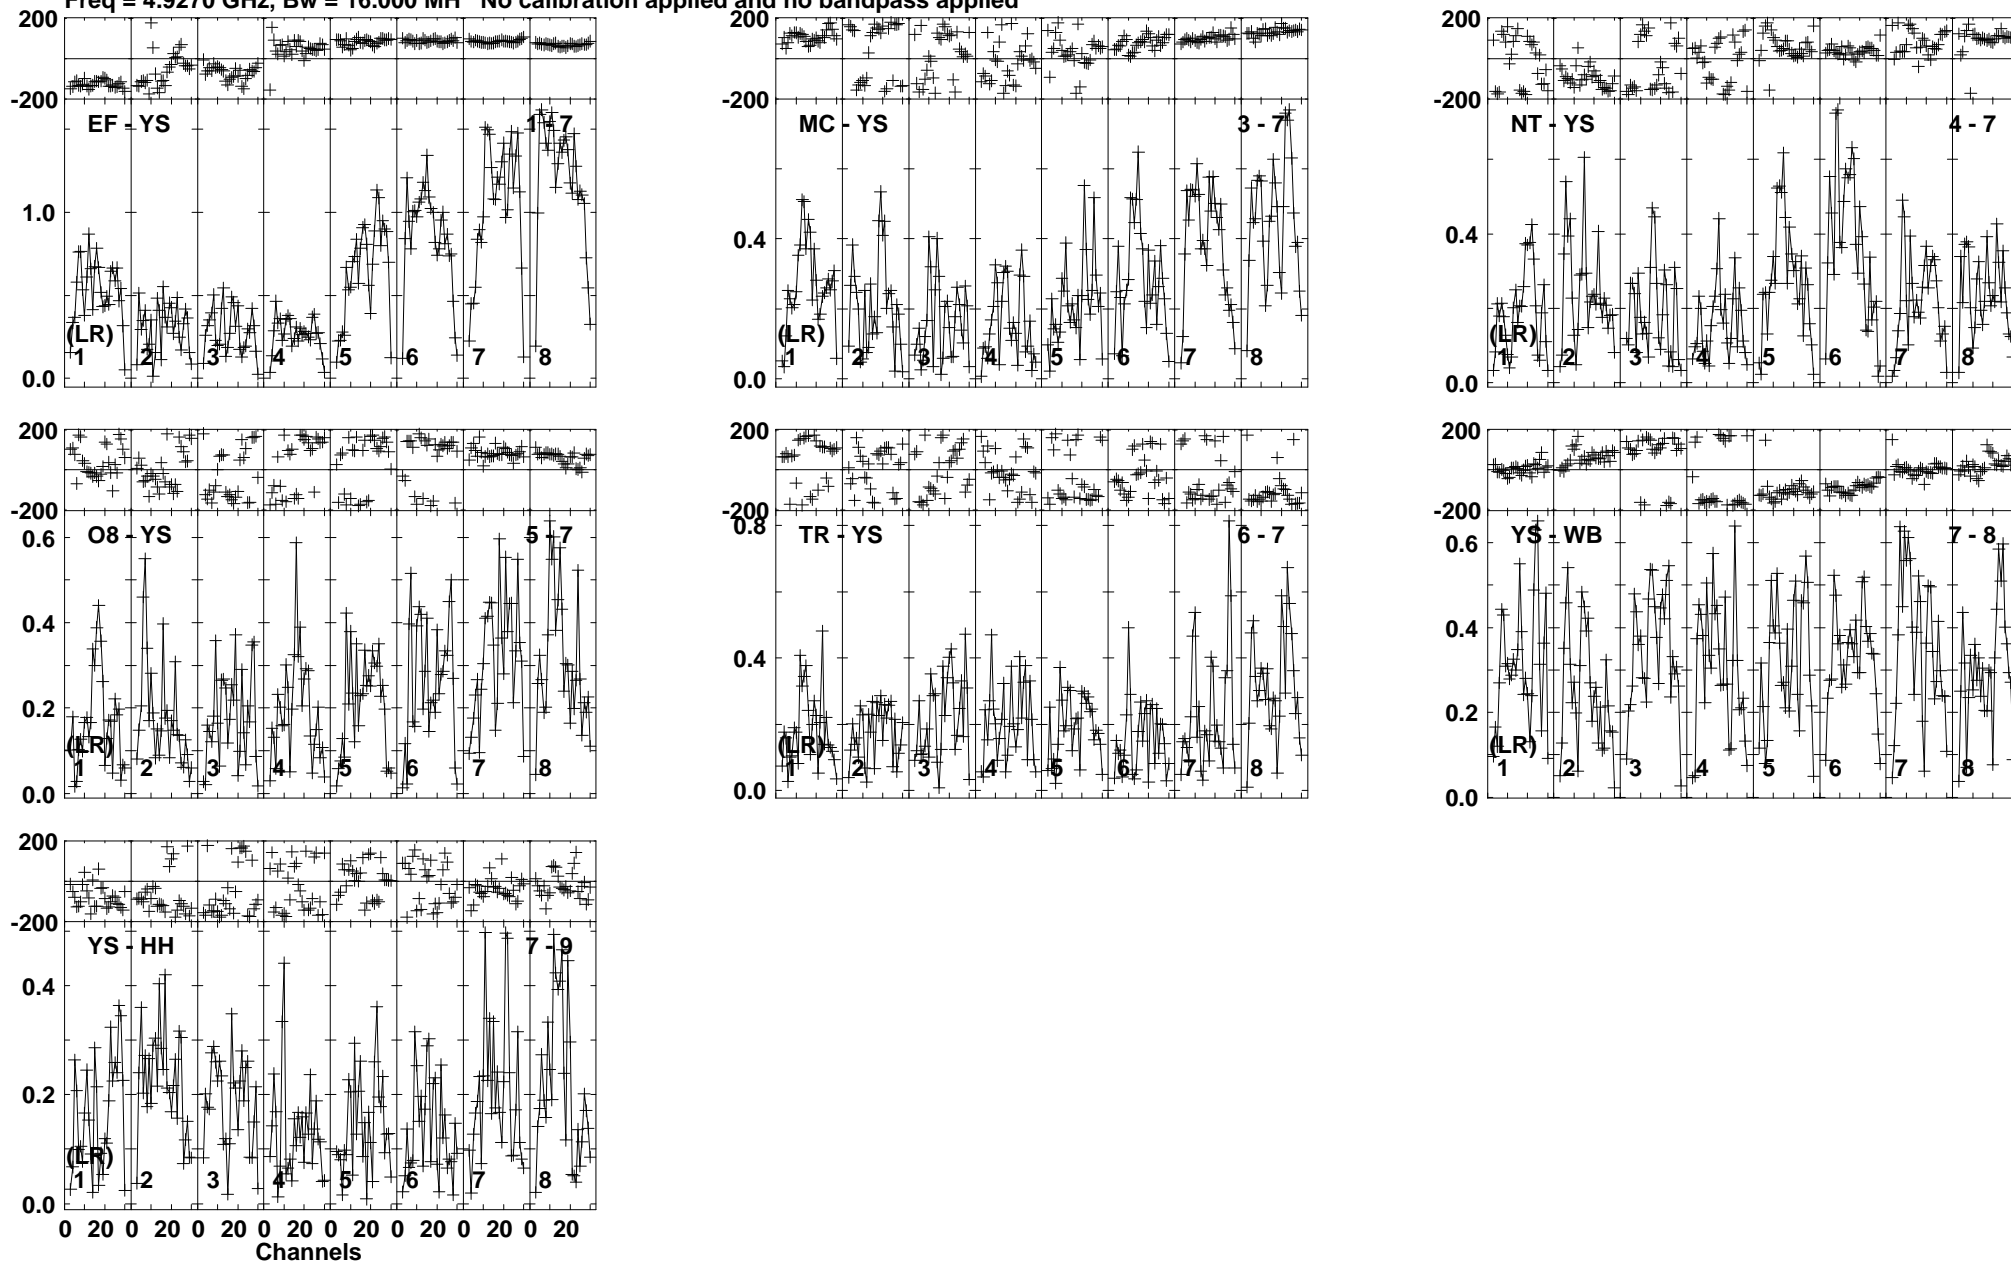 Freq = 4.9270 GHz, Bw = 16.000 MH No calibration applied and no bandpass applied
200
-200
EF - YS
1 - 7
1.0
0.0
(LR)
1 2 3 4 5 6 7 8
200
-200
MC - YS
3 - 7
0.4
0.0
(LR)
1 2 3 4 5 6 7 8
200
-200
NT - YS
4 - 7
0.4
0.0
(LR)
1 2 3 4 5 6 7 8
200
-200
O8 - YS
5 - 7
0.6
0.4
0.2
0.0
(LR)
1 2 3 4 5 6 7 8
200
-200
TR - YS
6 - 7
0.8
0.4
0.0
(LR)
1 2 3 4 5 6 7 8
200
-200
YS - WB
7 - 8
0.6
0.4
0.2
0.0
(LR)
1 2 3 4 5 6 7 8
200
-200
YS - HH
7 - 9
0.4
0.2
0.0
(LR)
1 2 3 4 5 6 7 8
0 20 0 20 0 20 0 20 0 20 0 20 0 20 0 20
Channels